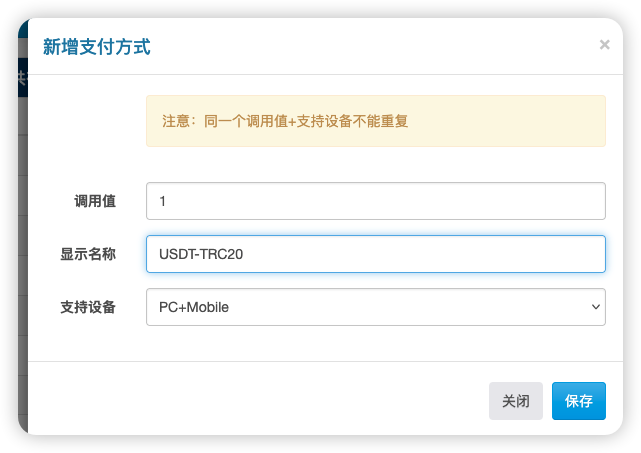 新增支付方式
×
共
注意：同一个调用值+支持设备不能重复
调用值
1
显示名称
USDT-TRC20
支持设备
PC+Mobile
关闭
保存